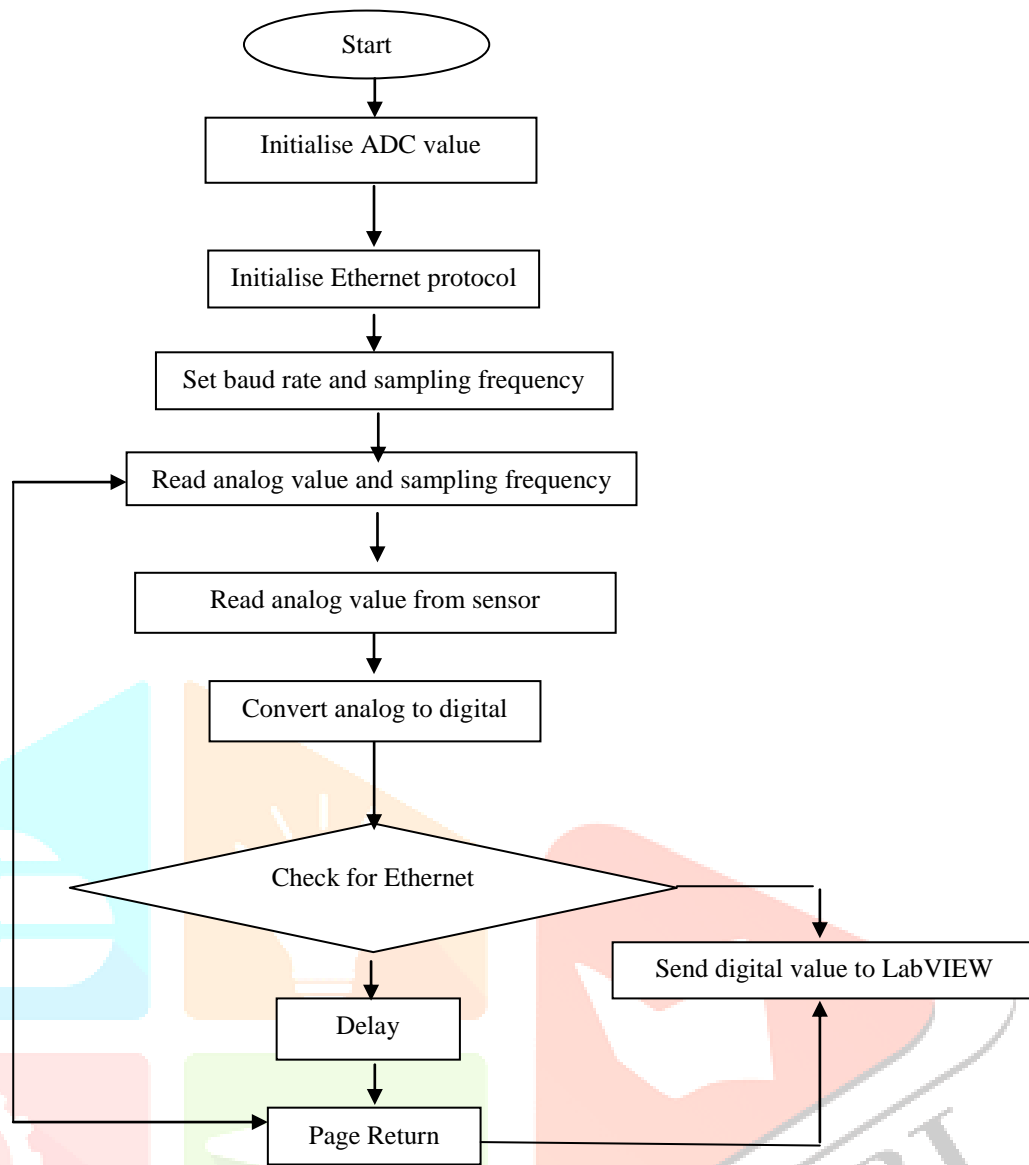 Start
Initialise ADC value
Initialise Ethernet protocol
Set baud rate and sampling frequency
Read analog value and sampling frequency
Read analog value from sensor
Convert analog to digital
Check for Ethernet
Send digital value to LabVIEW
Delay
Page Return